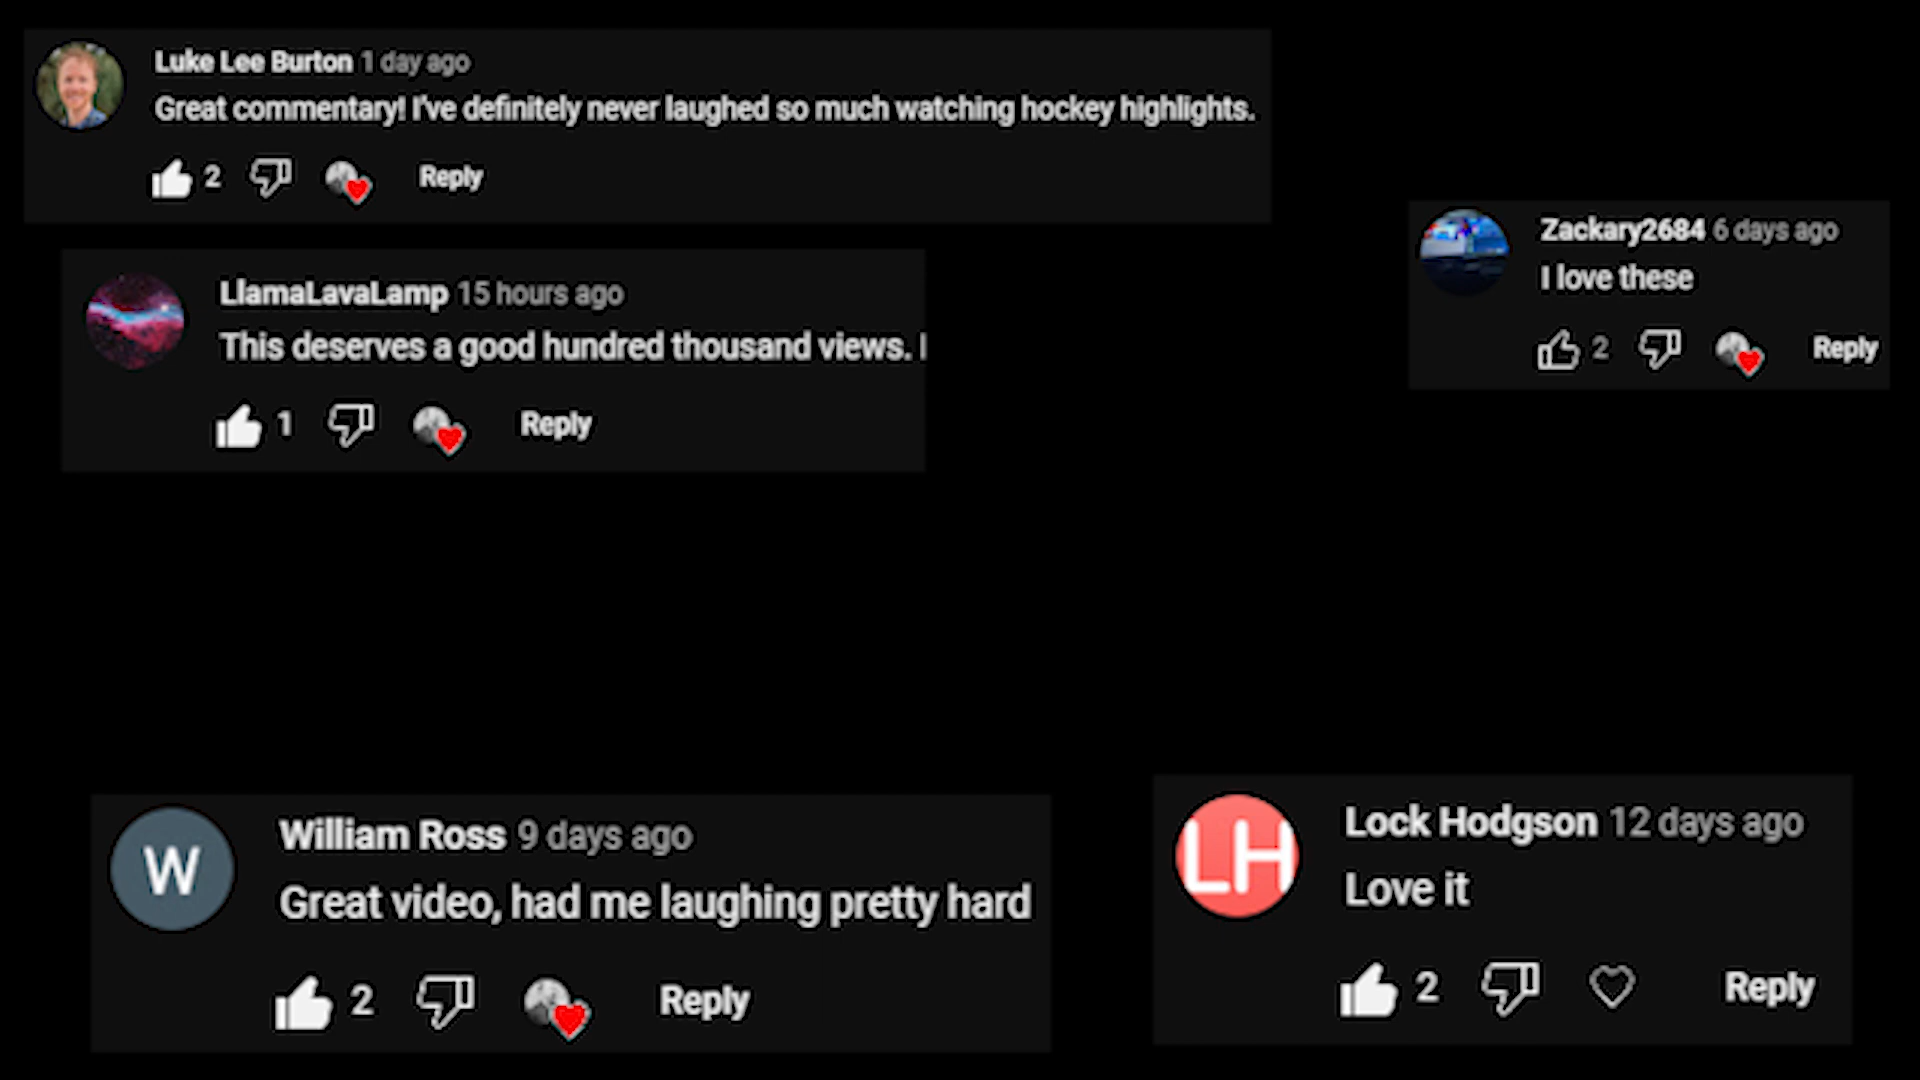 Luke Lee Burton 1 day ago
Great commentary! I've definitely never laughed so much watching hockey highlights.
2 Reply
LlamaLavaLamp 15 hours ago
This deserves a good hundred thousand views.
1 Reply
Zackary2684 6 days ago
I love these
2 Reply
W
William Ross 9 days ago
Great video, had me laughing pretty hard
2 Reply
LH
Lock Hodgson 12 days ago
Love it
2 Reply